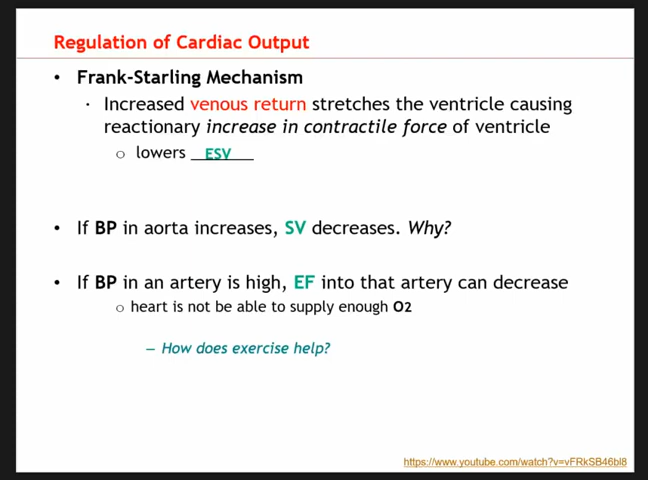 Regulation of Cardiac Output
• Frank-Starling Mechanism
· Increased venous return stretches the ventricle causing
reactionary increase in contractile force of ventricle
○ lowers __ESV__
• If BP in aorta increases, SV decreases. Why?
• If BP in an artery is high, EF into that artery can decrease
○ heart is not be able to supply enough O2
– How does exercise help?
https://www.youtube.com/watch?v=vFRkSB46bl8